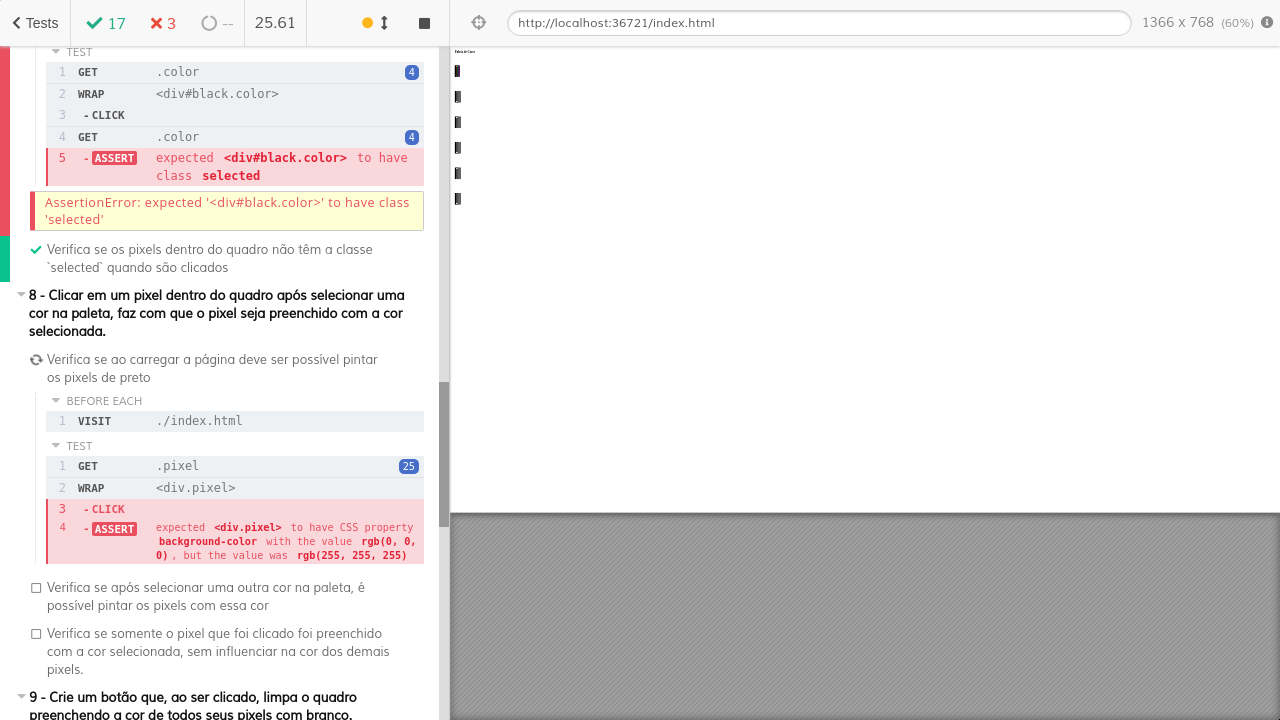 Tests
17
3
--
25.61
http://localhost:36721/index.html
1366 x 768 (60%)
TEST
1 GET .color 4
2 WRAP <div#black.color>
3 - CLICK
4 GET .color 4
5 - ASSERT expected <div#black.color> to have
class selected
AssertionError: expected '<div#black.color>' to have class
'selected'
Verifica se os pixels dentro do quadro não têm a classe
`selected` quando são clicados
8 - Clicar em um pixel dentro do quadro após selecionar uma
cor na paleta, faz com que o pixel seja preenchido com a cor
selecionada.
Verifica se ao carregar a página deve ser possível pintar
os pixels de preto
BEFORE EACH
1 VISIT ./index.html
TEST
1 GET .pixel 25
2 WRAP <div.pixel>
3 - CLICK
4 - ASSERT expected <div.pixel> to have CSS property
background-color with the value rgb(0, 0,
0), but the value was rgb(255, 255, 255)
Verifica se após selecionar uma outra cor na paleta, é
possível pintar os pixels com essa cor
Verifica se somente o pixel que foi clicado foi preenchido
com a cor selecionada, sem influenciar na cor dos demais
pixels.
9 - Crie um botão que, ao ser clicado, limpa o quadro
preenchendo a cor de todos seus pixels com branco.